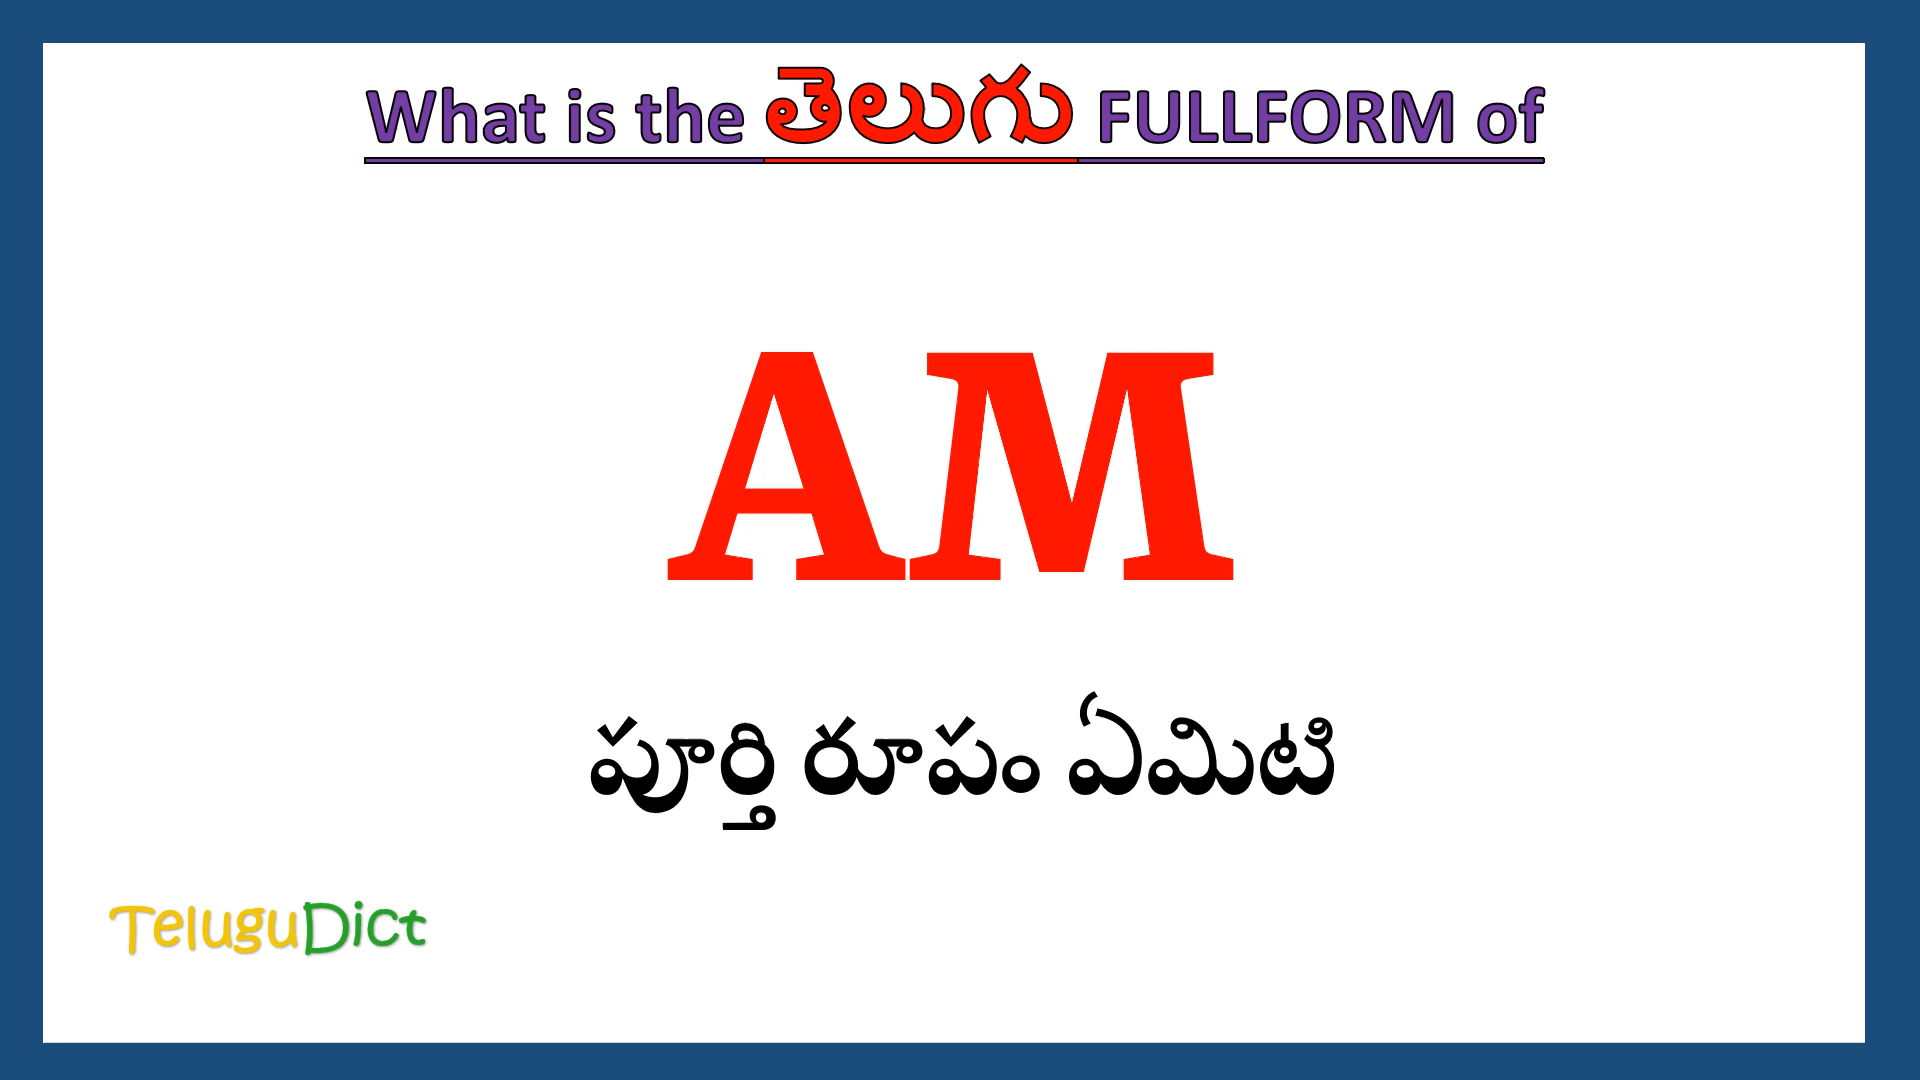 What is the తెలుగు FULLFORM of
AM
పూర్తి రూపం ఏమిటి
TeluguDict